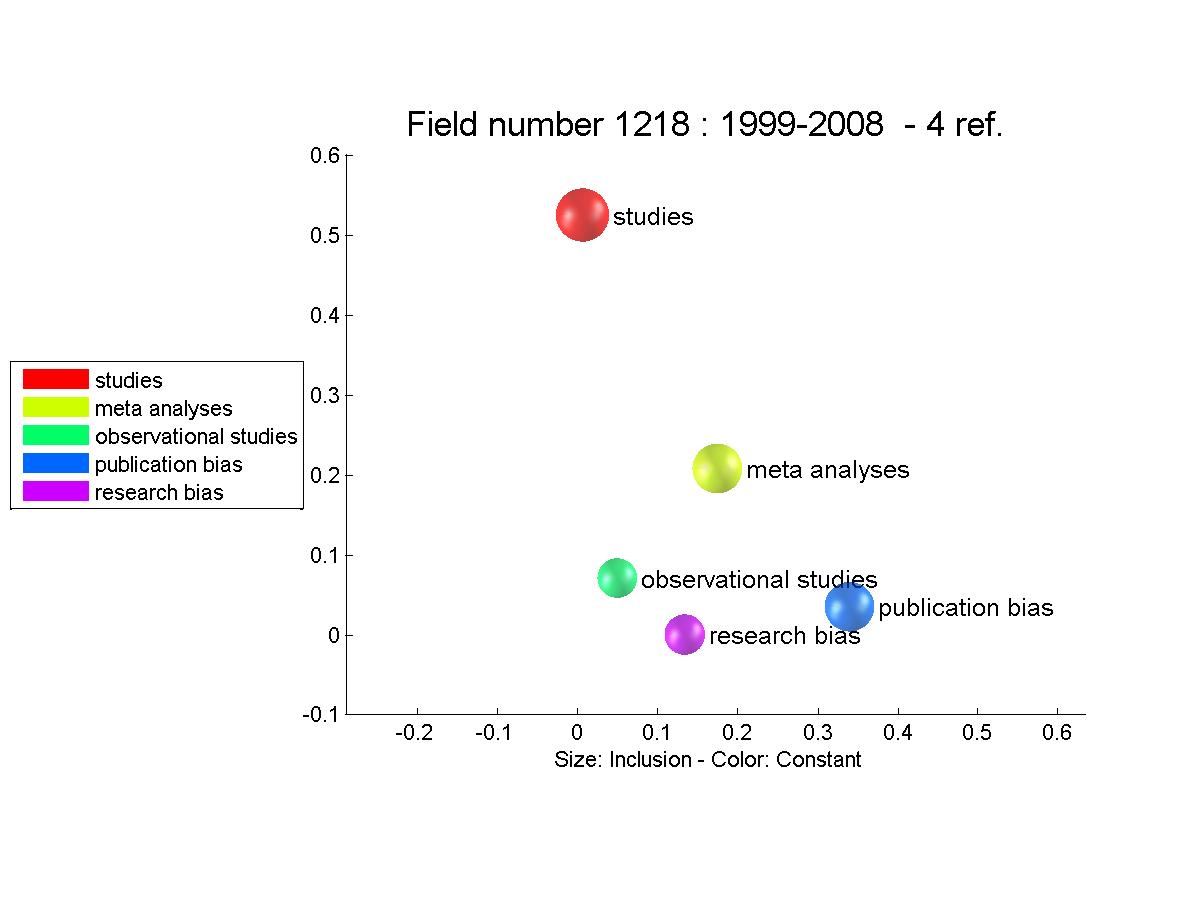 Field number 1218 : 1999-2008  - 4 ref.
0.6
0.5
0.4
0.3
0.2
0.1
0
-0.1
studies
meta analyses
observational studies
publication bias
research bias
studies
meta analyses
observational studies
publication bias
research bias
-0.2 -0.1 0 0.1 0.2 0.3 0.4 0.5 0.6
Size: Inclusion - Color: Constant